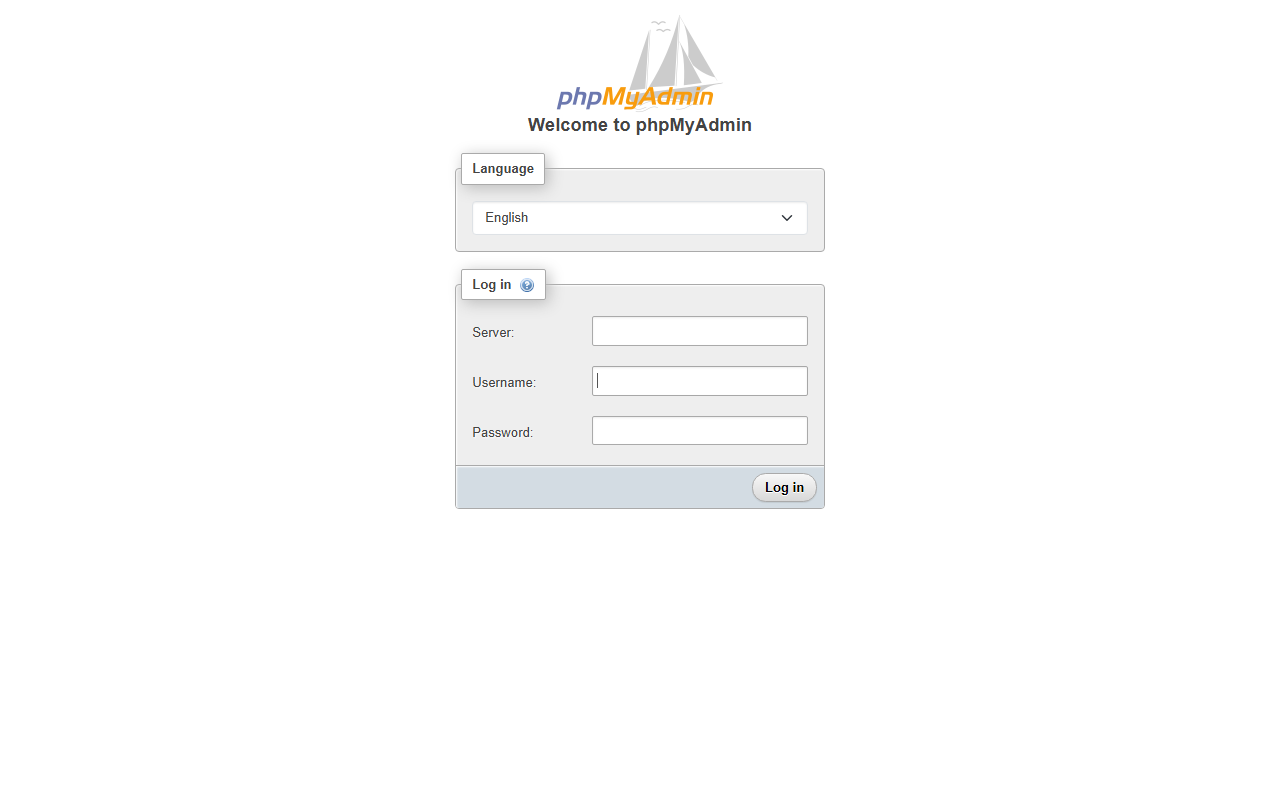 phpMyAdmin
Welcome to phpMyAdmin
Language
English
Log in
Server:
Username:
Password:
Log in